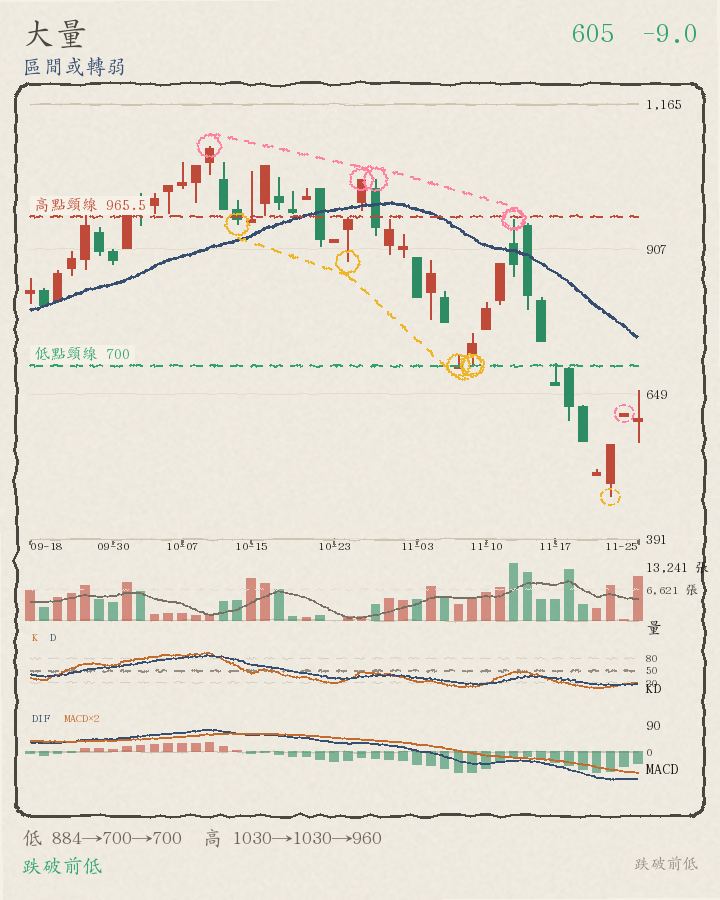 大量
605 -9.0
區間或轉弱
1,165
高點頸線 965.5
907
低點頸線 700
649
391
09-18 09-30 10-07 10-15 10-23 11-03 11-10 11-17 11-25
13,241 張
6,621 張
量
K D
80
50
20
KD
DIF MACD×2
90
0
MACD
低 884→700→700 高 1030→1030→960
跌破前低
跌破前低